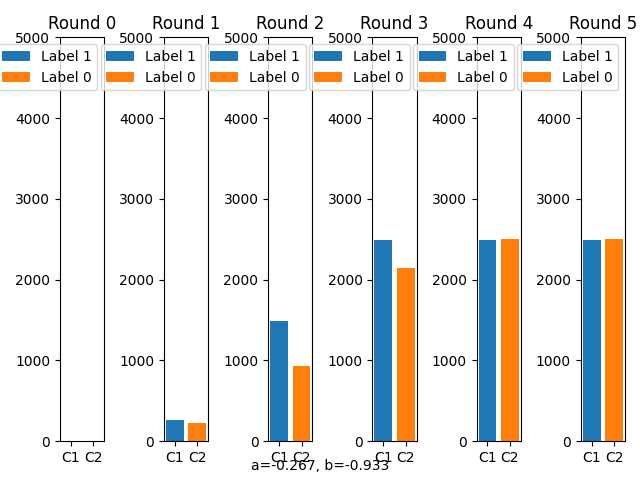 Round 0 Round 1 Round 2 Round 3 Round 4 Round 5
5000 5000 5000 5000 5000 5000
Label 1 Label 1 Label 1 Label 1 Label 1 Label 1
Label 0 Label 0 Label 0 Label 0 Label 0 Label 0
4000 4000 4000 4000 4000 4000
3000 3000 3000 3000 3000 3000
2000 2000 2000 2000 2000 2000
1000 1000 1000 1000 1000 1000
0 0 0 0 0 0
C1 C2 C1 C2 C1 C2 C1 C2 C1 C2 C1 C2
a=-0.267, b=-0.933